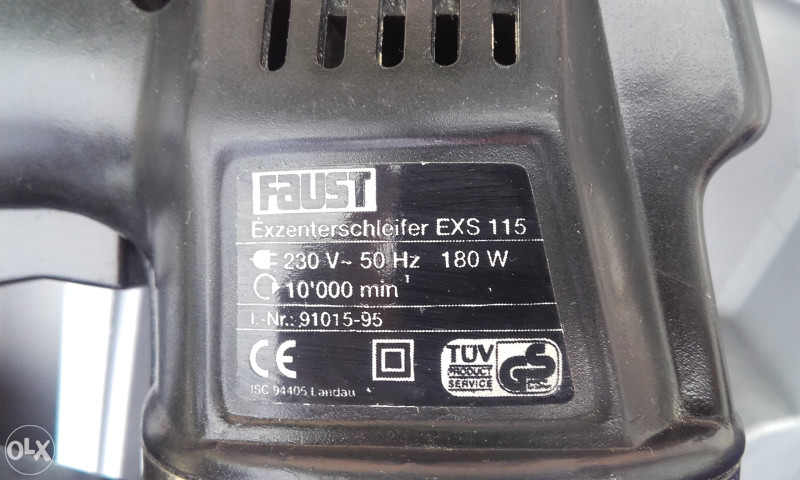 FAUST
Exzenterschleifer EXS 115
230 V~ 50 Hz 180 W
10'000 min⁻¹
I.-Nr.: 91015-95
CE
TÜV
PRODUCT
SERVICE
GS
ISC 94405 Landau
OLX